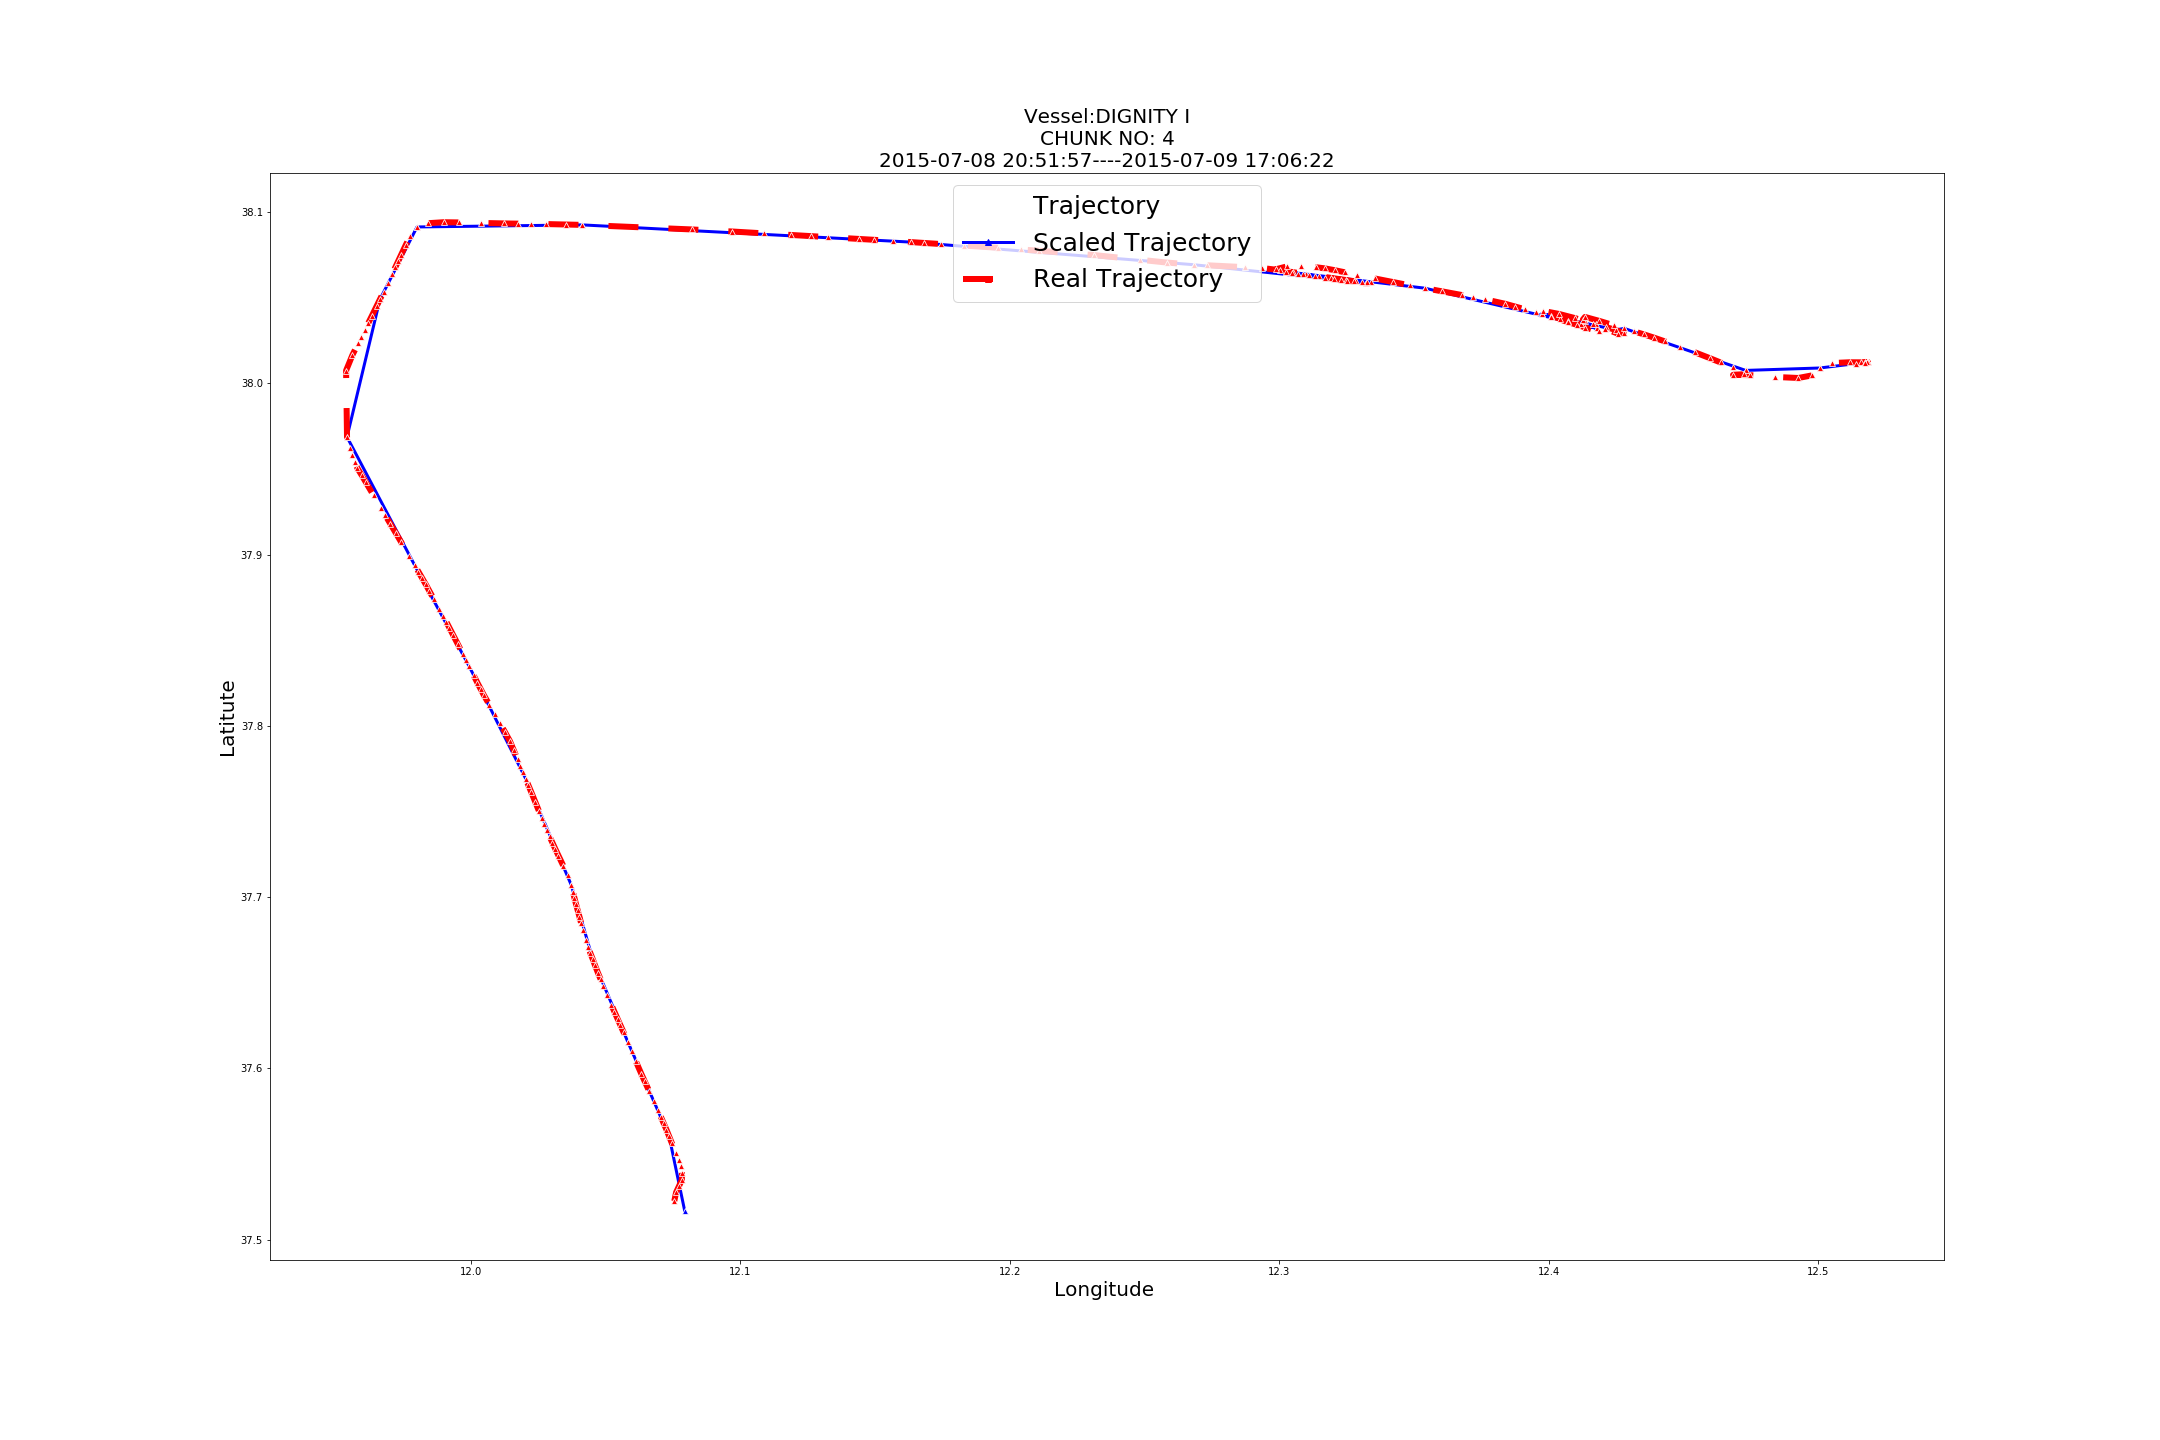 Vessel:DIGNITY I
CHUNK NO: 4
2015-07-08 20:51:57----2015-07-09 17:06:22
Trajectory
Scaled Trajectory
Real Trajectory
38.1
38.0
37.9
37.8
37.7
37.6
37.5
Latitute
12.0 12.1 12.2 12.3 12.4 12.5
Longitude